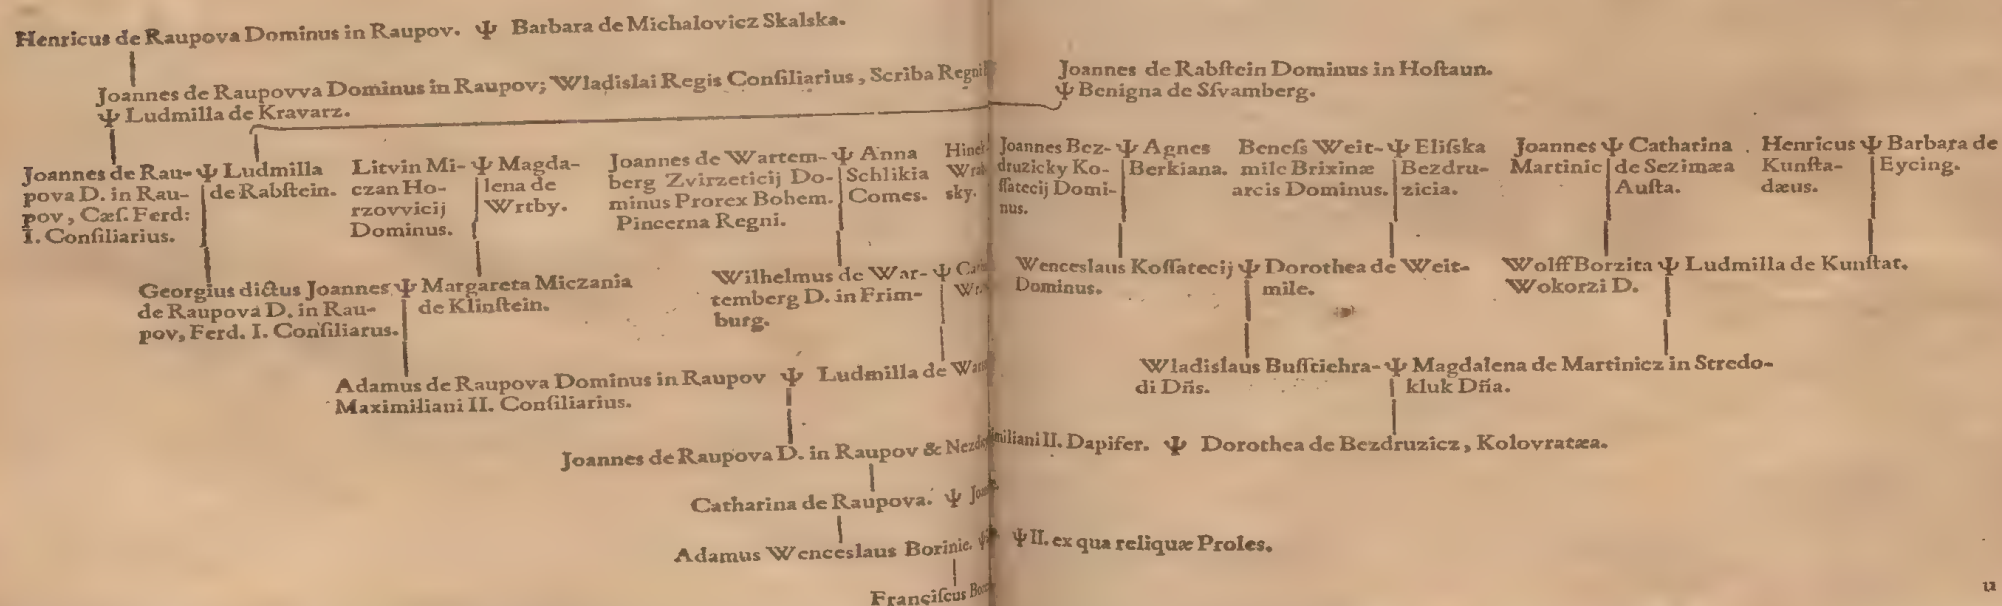 Henricus de Raupova Dominus in Raupov. Ψ Barbara de Michalovicz Skalska.
Joannes de Raupovva Dominus in Raupov; Wladislai Regis Conſiliarius, Scriba Regni
Ψ Ludmilla de Kravarz.
Joannes de Rabſtein Dominus in Hoſtaun.
Ψ Benigna de Sſvamberg.
Joannes de Rau- Ψ Ludmilla
pova D. in Rau- de Rabſtein.
pov, Cæſ. Ferd:
I. Conſiliarius.
Litvin Mi- Ψ Magda-
czan Ho- lena de
rzovvicij Wrtby.
Dominus.
Joannes de Wartem- Ψ Anna
berg Zvirzeticij Do- Schlikia
minus Prorex Bohem. Comes.
Pincerna Regni.
sky.
Joannes Bez- Ψ Agnes
druzicky Ko- Berkiana.
ſſatecij Domi-
nus.
Beneſs Weit- Ψ Eliſska
mile Brixinæ Bezdru-
arcis Dominus. zicia.
Joannes Ψ Catharina
Martinic de Sezimæa
Auſta.
Henricus Ψ Barbara de
Kunſta- Eycing.
dæus.
Georgius dictus Joannes Ψ Margareta Miczania
de Raupova D. in Rau- de Klinſtein.
pov, Ferd. I. Conſiliarus.
Wilhelmus de War- Ψ
temberg D. in Frim-
burg.
Wenceslaus Koſſatecij Ψ Dorothea de Weit-
Dominus. mile.
Wolff Borzita Ψ Ludmilla de Kunſtat.
Wokorzi D.
Adamus de Raupova Dominus in Raupov Ψ Ludmilla de
Maximiliani II. Conſiliarius.
Wladislaus Buſſtiehra- Ψ Magdalena de Martinicz in Stredo-
di Dñs. kluk Dña.
Joannes de Raupova D. in Raupov & miliani II. Dapifer. Ψ Dorothea de Bezdruzicz, Kolovratæa.
Catharina de Raupova. Ψ
Adamus Wenceslaus Borinie. Ψ II. ex qua reliquæ Proles.
Franciſcus
u